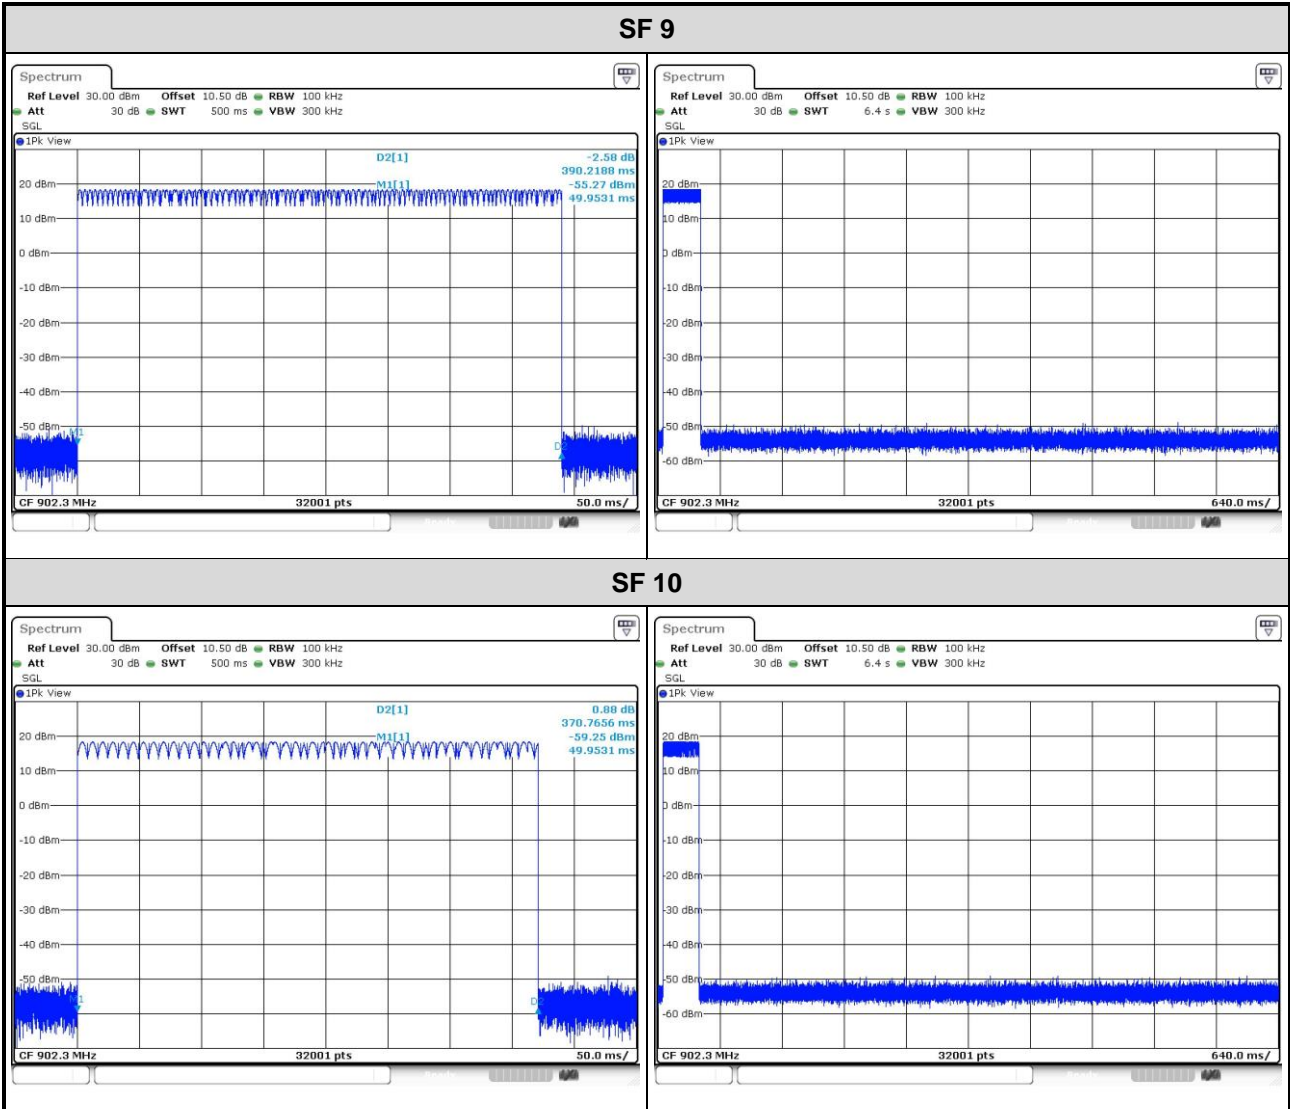 SF 9
Spectrum
Ref Level 30.00 dBm Offset 10.50 dB RBW 100 kHz
Att 30 dB SWT 500 ms VBW 300 kHz
SGL
1Pk View
D2[1] -2.58 dB
390.2188 ms
M1[1] -55.27 dBm
49.9531 ms
20 dBm
10 dBm
0 dBm
-10 dBm
-20 dBm
-30 dBm
-40 dBm
-50 dBm
M1
CF 902.3 MHz 32001 pts 50.0 ms/
Spectrum
Ref Level 30.00 dBm Offset 10.50 dB RBW 100 kHz
Att 30 dB SWT 6.4 s VBW 300 kHz
SGL
1Pk View
20 dBm
10 dBm
0 dBm
-10 dBm
-20 dBm
-30 dBm
-40 dBm
-50 dBm
-60 dBm
CF 902.3 MHz 32001 pts 640.0 ms/
SF 10
Spectrum
Ref Level 30.00 dBm Offset 10.50 dB RBW 100 kHz
Att 30 dB SWT 500 ms VBW 300 kHz
SGL
1Pk View
D2[1] 0.88 dB
370.7656 ms
M1[1] -59.25 dBm
49.9531 ms
20 dBm
10 dBm
0 dBm
-10 dBm
-20 dBm
-30 dBm
-40 dBm
-50 dBm
CF 902.3 MHz 32001 pts 50.0 ms/
Spectrum
Ref Level 30.00 dBm Offset 10.50 dB RBW 100 kHz
Att 30 dB SWT 6.4 s VBW 300 kHz
SGL
1Pk View
20 dBm
10 dBm
0 dBm
-10 dBm
-20 dBm
-30 dBm
-40 dBm
-50 dBm
-60 dBm
CF 902.3 MHz 32001 pts 640.0 ms/